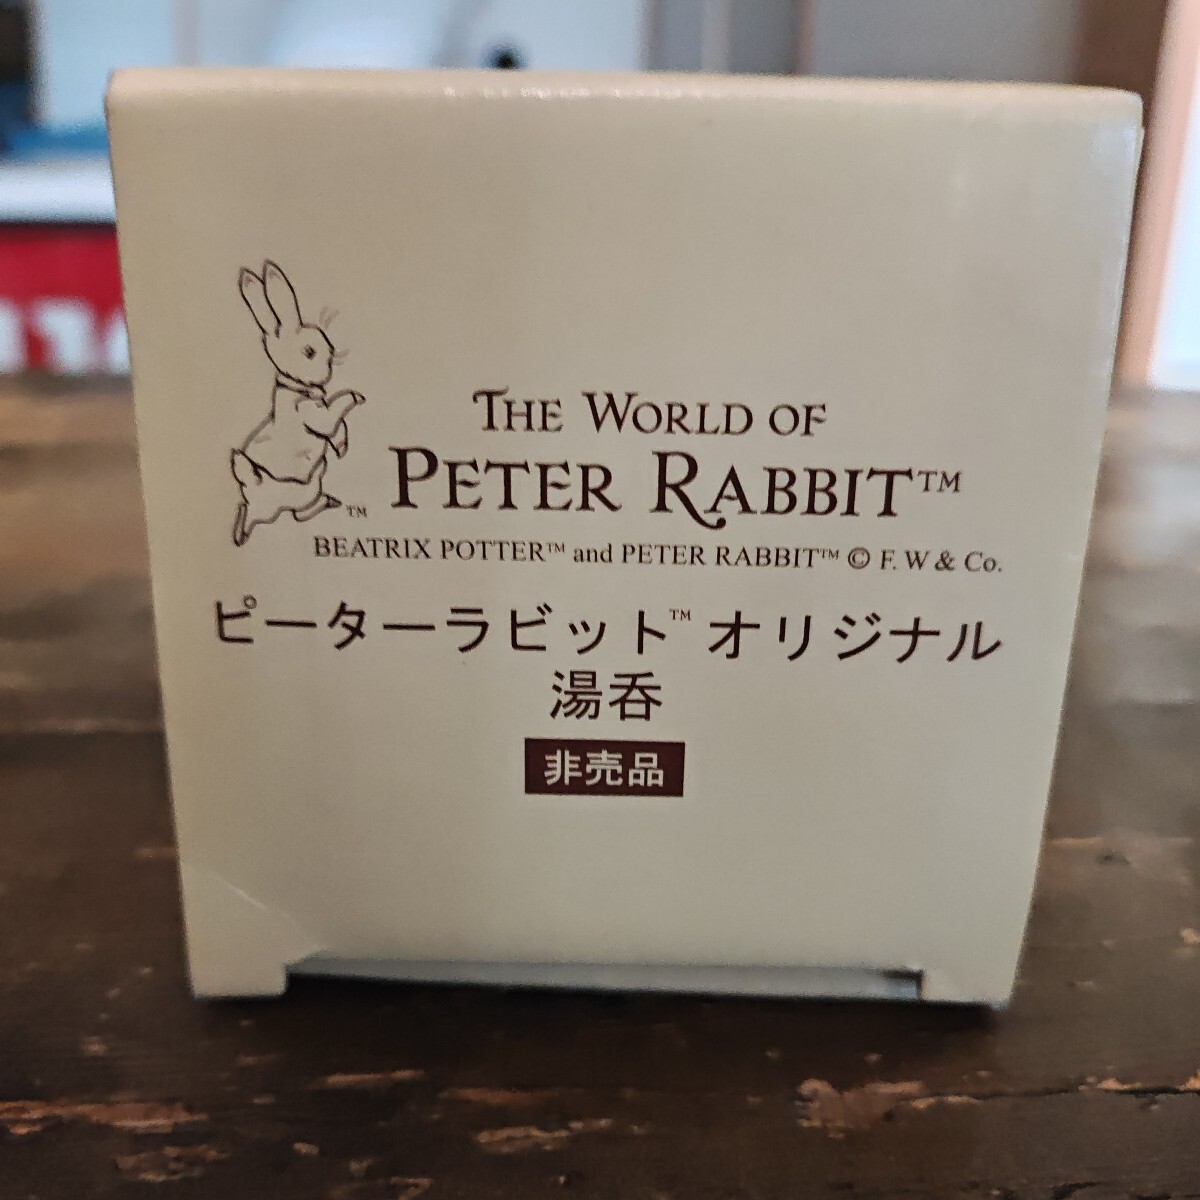 THE WORLD OF
PETER RABBIT™
™
BEATRIX POTTER™ and PETER RABBIT™ © F. W & Co.
ピーターラビット™ オリジナル
湯呑
非売品